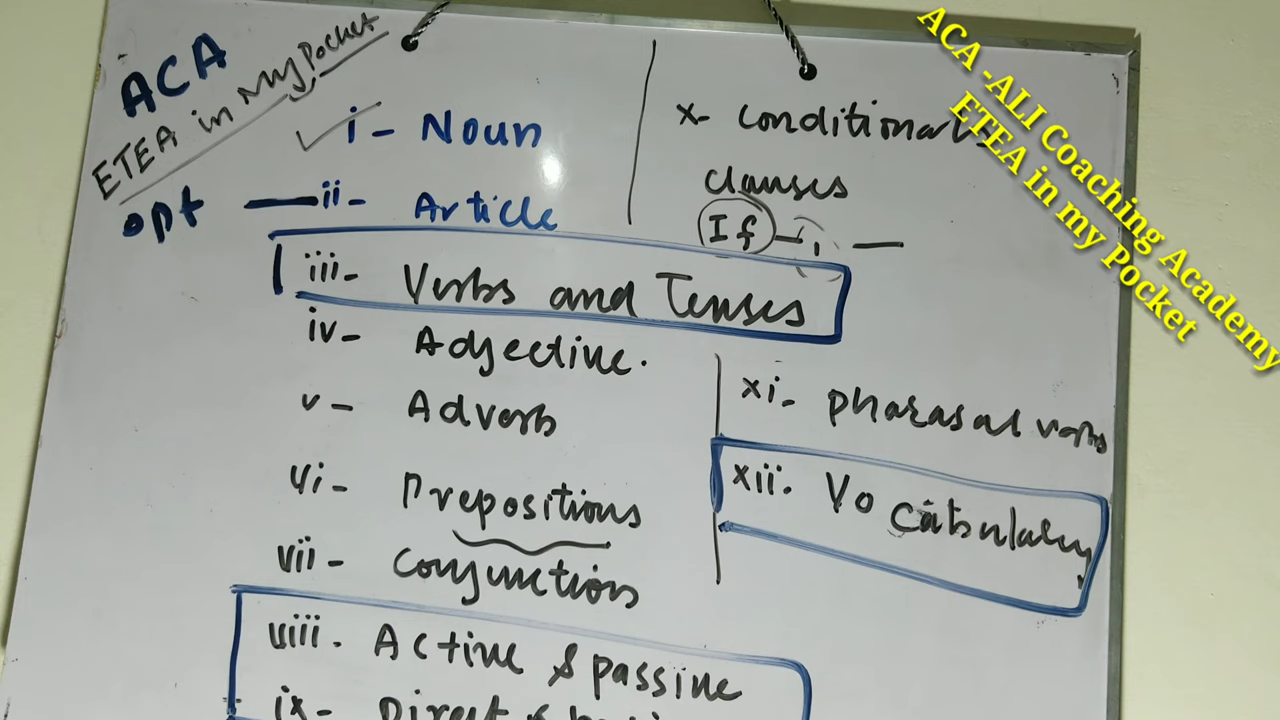 ACA
ETEA in My Pocket
i- Noun
opt — ii- Article
iii- Verbs and Tenses
iv- Adjective.
v- Adverb
vi- Prepositions
vii- Conjunctions
viii. Active & passive
ix- Direct &
x- conditional
clauses
If — , —
xi- pharasal verbs
xii. Vocabulary
ACA -ALI Coaching Academy
ETEA in my Pocket